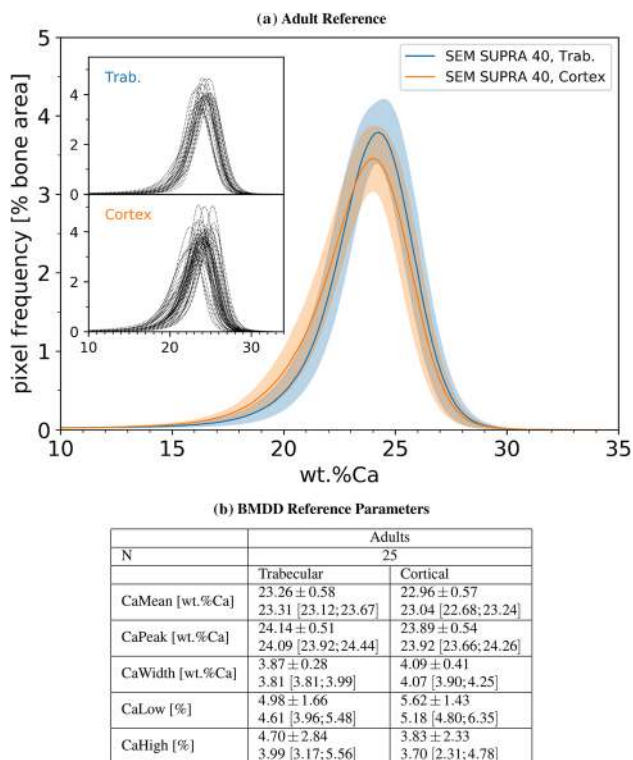 (a) Adult Reference
5
4
3
2
1
0
pixel frequency [% bone area]
SEM SUPRA 40, Trab.
SEM SUPRA 40, Cortex
Trab.
4
2
0
Cortex
4
2
0
10 20 30
10 15 20 25 30 35
wt.%Ca
(b) BMDD Reference Parameters
Adults
N 25
Trabecular Cortical
CaMean [wt.%Ca] 23.26 ± 0.58 22.96 ± 0.57
23.31 [23.12;23.67] 23.04 [22.68;23.24]
CaPeak [wt.%Ca] 24.14 ± 0.51 23.89 ± 0.54
24.09 [23.92;24.44] 23.92 [23.66;24.26]
CaWidth [wt.%Ca] 3.87 ± 0.28 4.09 ± 0.41
3.81 [3.81;3.99] 4.07 [3.90;4.25]
CaLow [%] 4.98 ± 1.66 5.62 ± 1.43
4.61 [3.96;5.48] 5.18 [4.80;6.35]
CaHigh [%] 4.70 ± 2.84 3.83 ± 2.33
3.99 [3.17;5.56] 3.70 [2.31;4.78]